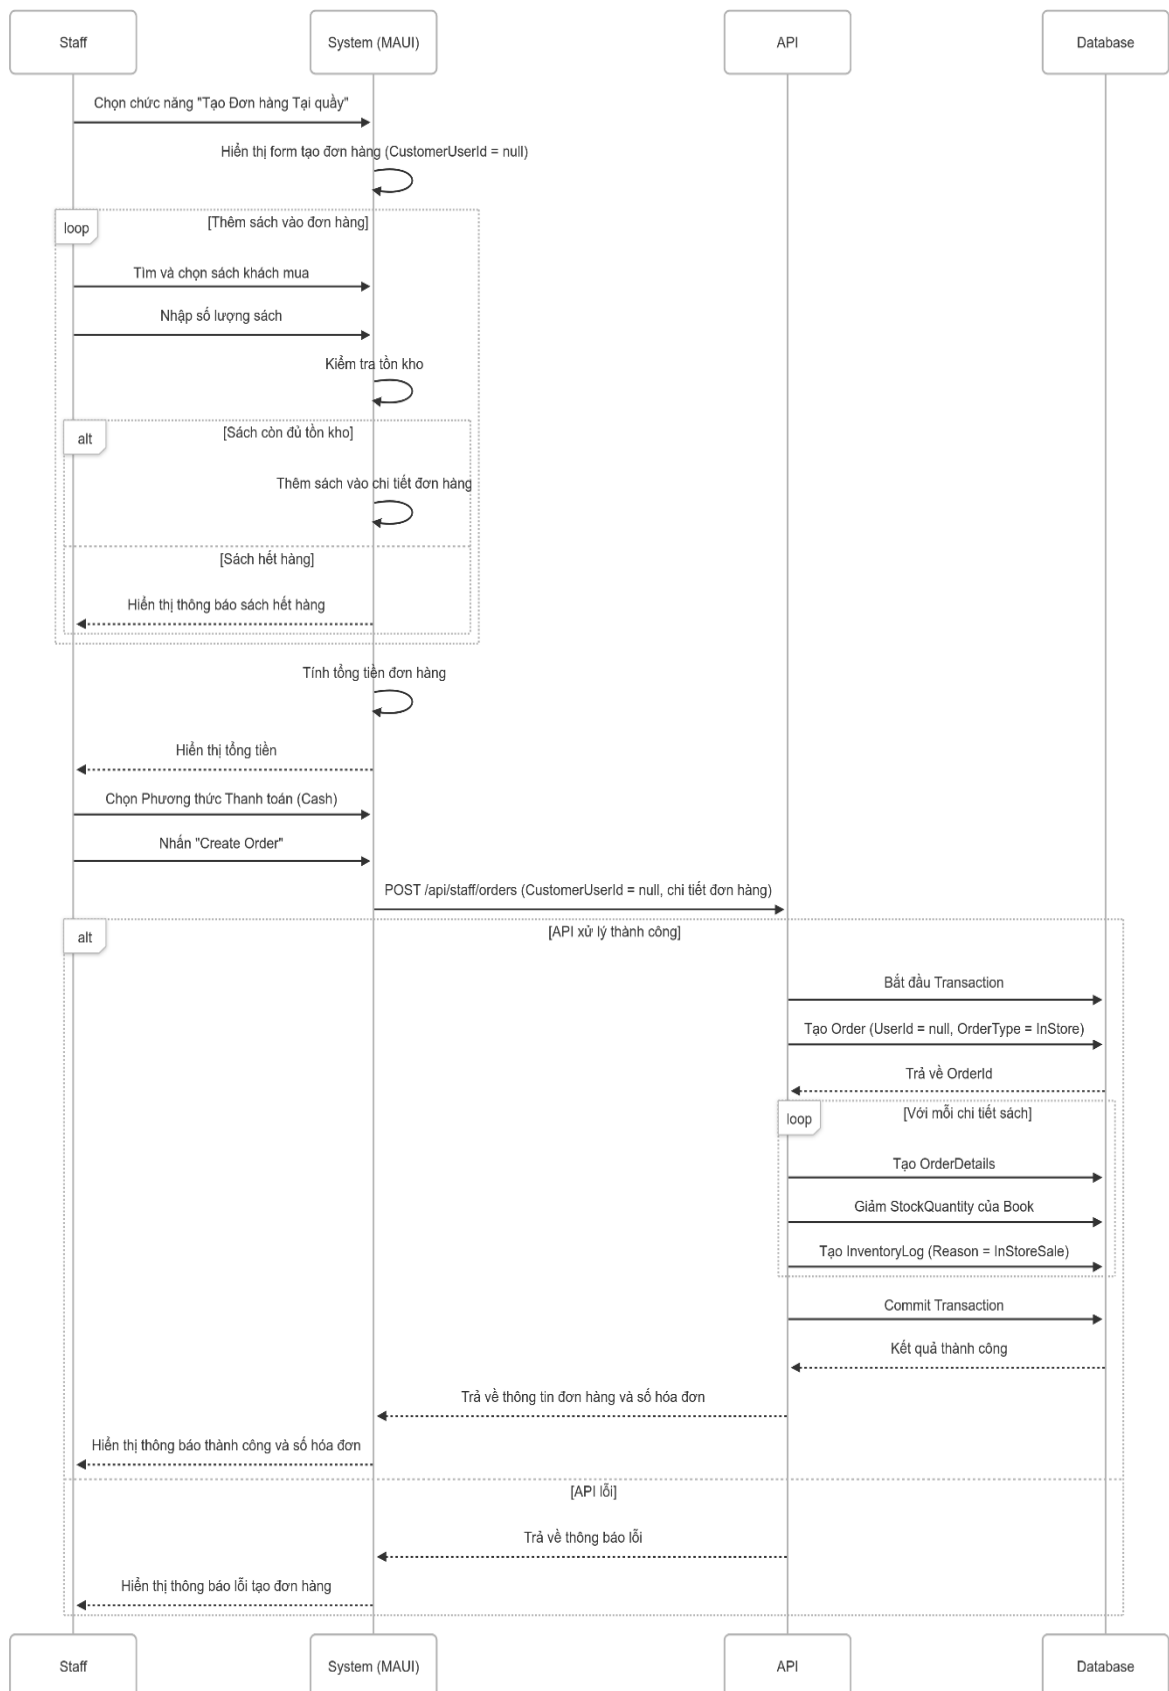 Staff
System (MAUI)
API
Database
Chọn chức năng "Tạo Đơn hàng Tại quầy"
Hiển thị form tạo đơn hàng (CustomerUserId = null)
loop
[Thêm sách vào đơn hàng]
Tìm và chọn sách khách mua
Nhập số lượng sách
Kiểm tra tồn kho
alt
[Sách còn đủ tồn kho]
Thêm sách vào chi tiết đơn hàng
[Sách hết hàng]
Hiển thị thông báo sách hết hàng
Tính tổng tiền đơn hàng
Hiển thị tổng tiền
Chọn Phương thức Thanh toán (Cash)
Nhấn "Create Order"
POST /api/staff/orders (CustomerUserId = null, chi tiết đơn hàng)
alt
[API xử lý thành công]
Bắt đầu Transaction
Tạo Order (UserId = null, OrderType = InStore)
Trả về OrderId
loop
[Với mỗi chi tiết sách]
Tạo OrderDetails
Giảm StockQuantity của Book
Tạo InventoryLog (Reason = InStoreSale)
Commit Transaction
Kết quả thành công
Trả về thông tin đơn hàng và số hóa đơn
Hiển thị thông báo thành công và số hóa đơn
[API lỗi]
Trả về thông báo lỗi
Hiển thị thông báo lỗi tạo đơn hàng
Staff
System (MAUI)
API
Database